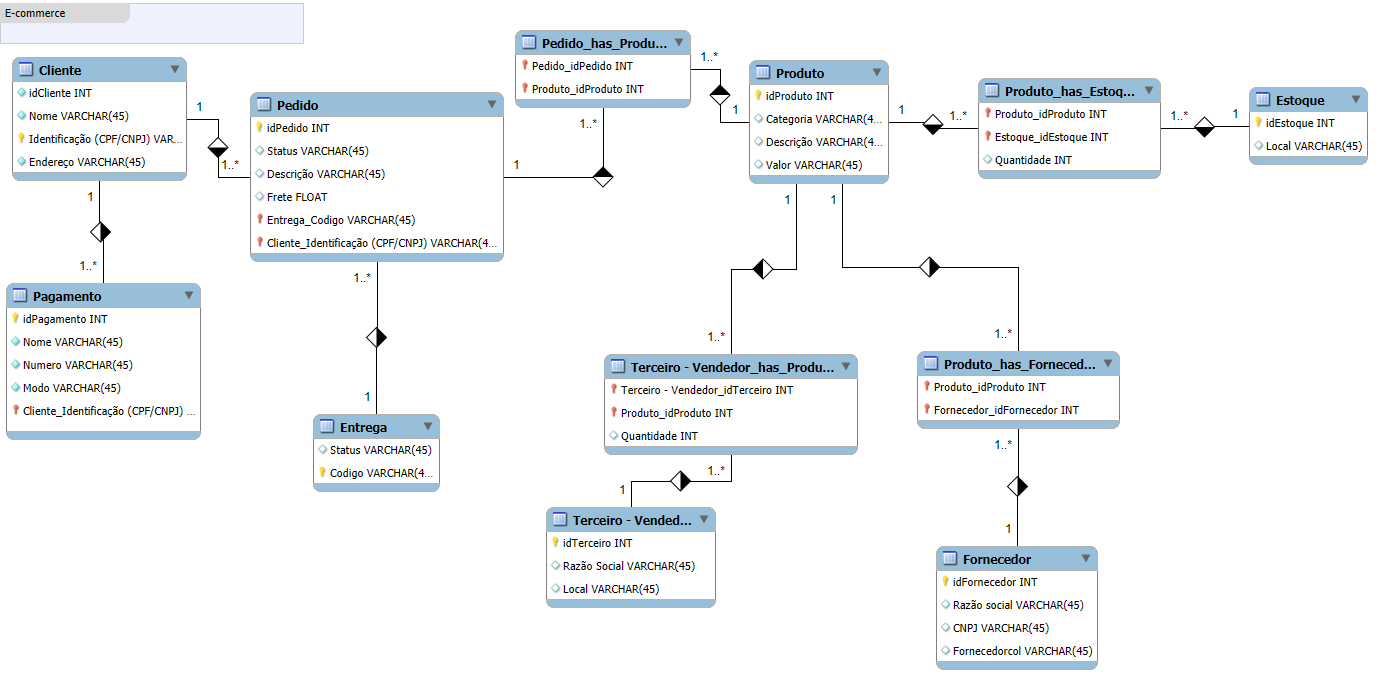 E-commerce
Cliente
idCliente INT
Nome VARCHAR(45)
Identificação (CPF/CNPJ) VAR...
Endereço VARCHAR(45)
1
1..*
1
1..*
Pagamento
idPagamento INT
Nome VARCHAR(45)
Numero VARCHAR(45)
Modo VARCHAR(45)
Cliente_Identificação (CPF/CNPJ) ...
Pedido
idPedido INT
Status VARCHAR(45)
Descrição VARCHAR(45)
Frete FLOAT
Entrega_Codigo VARCHAR(45)
Cliente_Identificação (CPF/CNPJ) VARCHAR(4...
1..*
1
Entrega
Status VARCHAR(45)
Codigo VARCHAR(4...
1
1..*
Pedido_has_Produ...
Pedido_idPedido INT
Produto_idProduto INT
1..*
1
Produto
idProduto INT
Categoria VARCHAR(4...
Descrição VARCHAR(4...
Valor VARCHAR(45)
1
1..*
Produto_has_Estoq...
Produto_idProduto INT
Estoque_idEstoque INT
Quantidade INT
1..*
1
Estoque
idEstoque INT
Local VARCHAR(45)
1
1..*
Terceiro - Vendedor_has_Produ...
Terceiro - Vendedor_idTerceiro INT
Produto_idProduto INT
Quantidade INT
1..*
1
Terceiro - Vended...
idTerceiro INT
Razão Social VARCHAR(45)
Local VARCHAR(45)
1
1..*
Produto_has_Forneced...
Produto_idProduto INT
Fornecedor_idFornecedor INT
1..*
1
Fornecedor
idFornecedor INT
Razão social VARCHAR(45)
CNPJ VARCHAR(45)
Fornecedorcol VARCHAR(45)